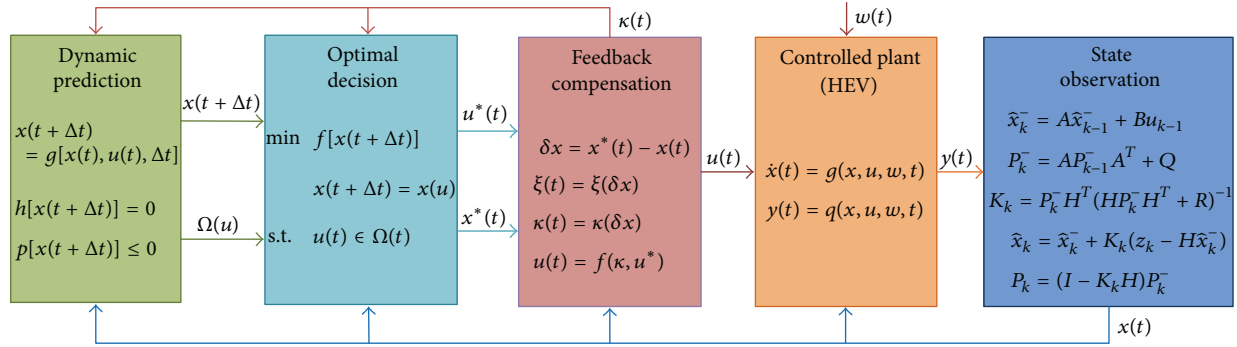 κ(t)
w(t)
Dynamic
prediction
x(t + Δt)
= g[x(t), u(t), Δt]
h[x(t + Δt)] = 0
p[x(t + Δt)] ≤ 0
x(t + Δt)
Ω(u)
Optimal
decision
min f[x(t + Δt)]
x(t + Δt) = x(u)
s.t. u(t) ∈ Ω(t)
u*(t)
x*(t)
Feedback
compensation
δx = x*(t) − x(t)
ξ(t) = ξ(δx)
κ(t) = κ(δx)
u(t) = f(κ, u*)
u(t)
Controlled plant
(HEV)
ẋ(t) = g(x, u, w, t)
y(t) = q(x, u, w, t)
y(t)
State
observation
x̂ₖ⁻ = Ax̂ₖ₋₁⁻ + Buₖ₋₁
Pₖ⁻ = APₖ₋₁⁻Aᵀ + Q
Kₖ = Pₖ⁻Hᵀ(HPₖ⁻Hᵀ + R)⁻¹
x̂ₖ = x̂ₖ⁻ + Kₖ(zₖ − Hx̂ₖ⁻)
Pₖ = (I − KₖH)Pₖ⁻
x(t)